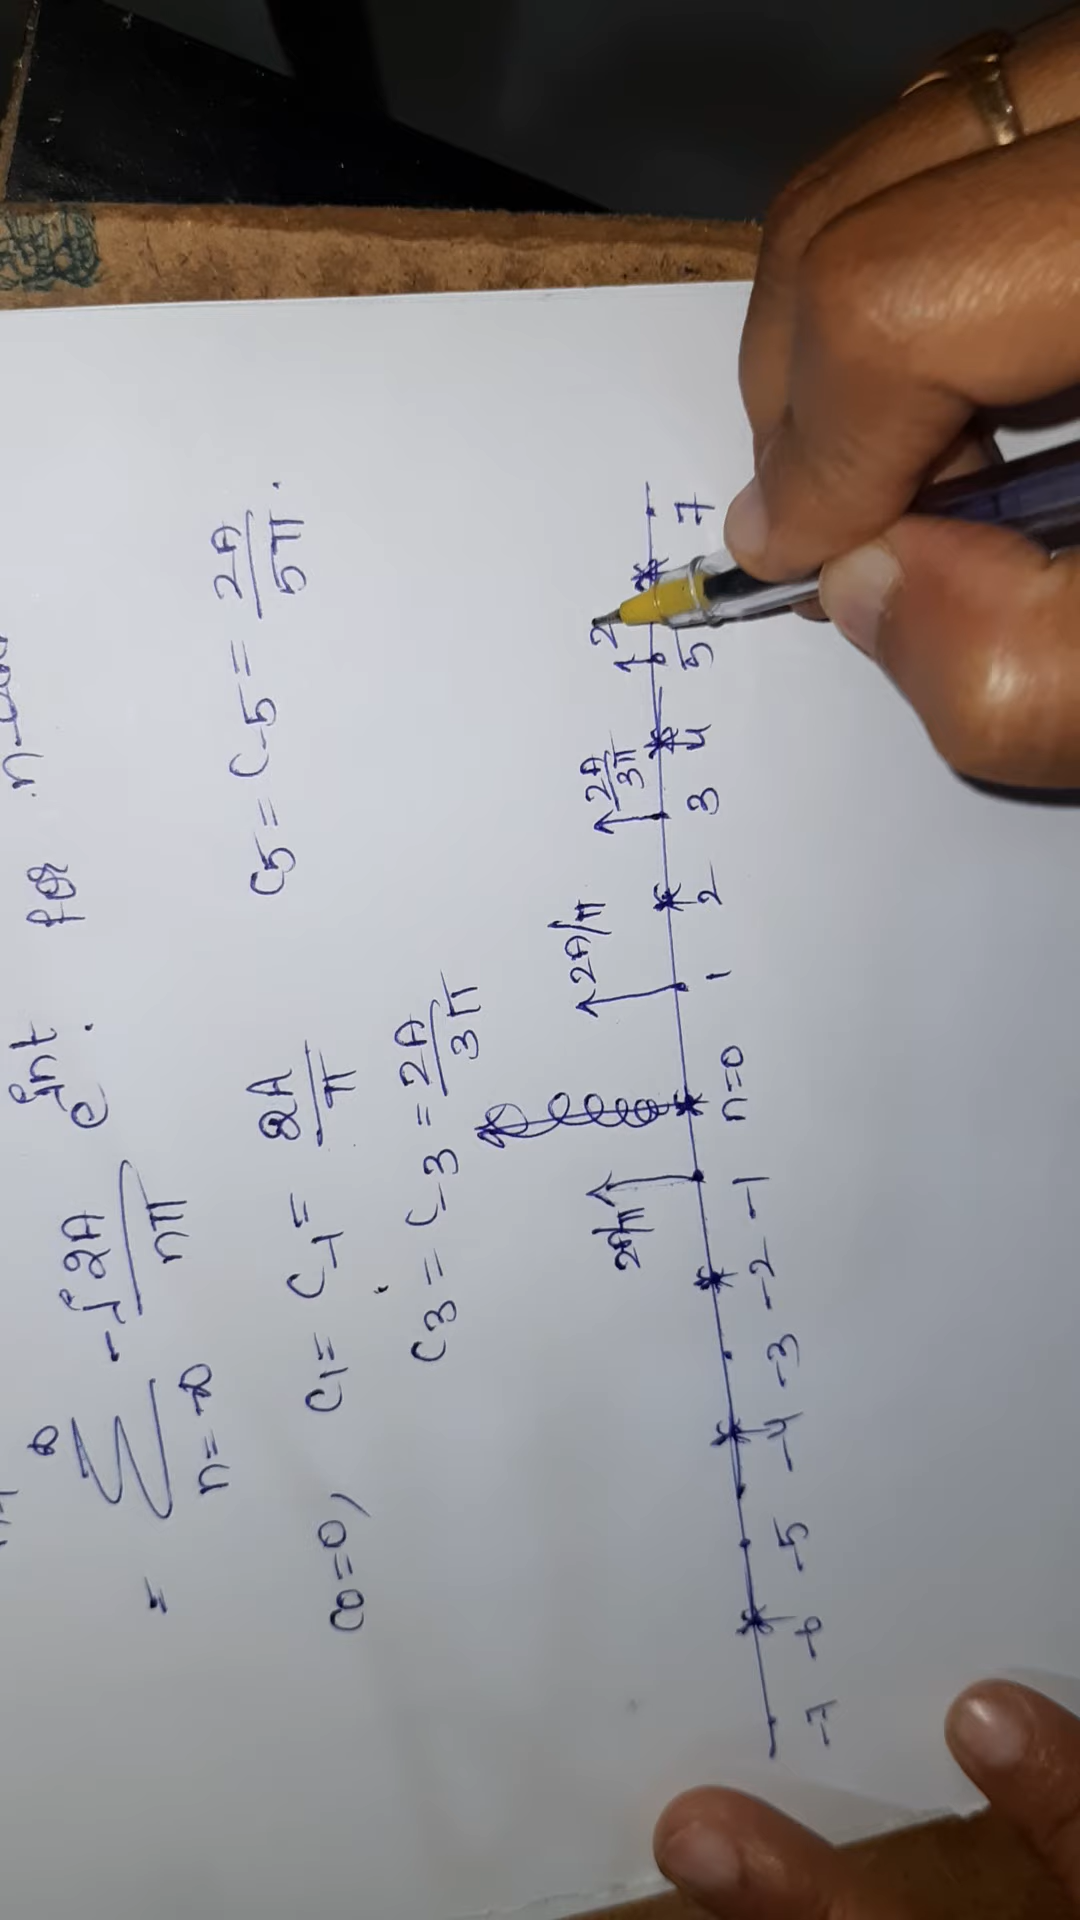 for n-
∞
= Σ -j2A/nπ e^jnt .
n=-∞
c0=0, c1= c-1= 2A/π c5= c-5= 2A/5π .
c3= c-3= 2A/3π
2A/π 2A/π 2A/3π 2
-7 -6 -5 -4 -3 -2 -1 n=0 1 2 3 4 5 7